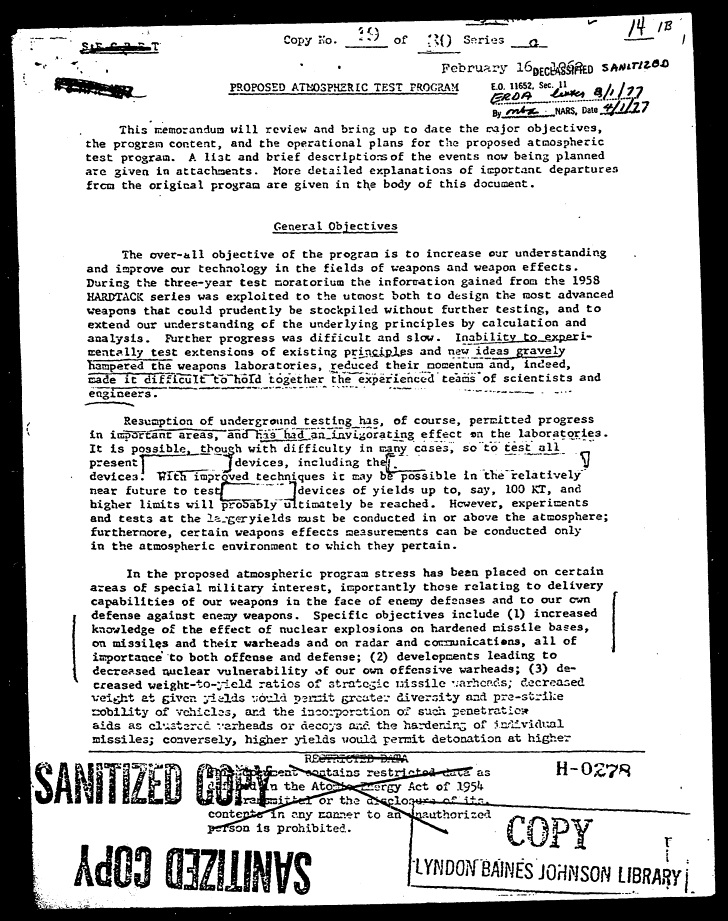 14 1B
S E C R E T
Copy No. 19 of 30 Series a
February 16, 1962
DECLASSIFIED SANITIZED
E.O. 11652, Sec. 11
ERDA 3/1/77
By NARS, Date 4/1/77
PROPOSED ATMOSPHERIC TEST PROGRAM
This memorandum will review and bring up to date the major objectives,
the program content, and the operational plans for the proposed atmospheric
test program. A list and brief descriptions of the events now being planned
are given in attachments. More detailed explanations of important departures
from the original program are given in the body of this document.
General Objectives
The over-all objective of the program is to increase our understanding
and improve our technology in the fields of weapons and weapon effects.
During the three-year test moratorium the information gained from the 1958
HARDTACK series was exploited to the utmost both to design the most advanced
weapons that could prudently be stockpiled without further testing, and to
extend our understanding of the underlying principles by calculation and
analysis. Further progress was difficult and slow. Inability to experi-
mentally test extensions of existing principles and new ideas gravely
hampered the weapons laboratories, reduced their momentum and, indeed,
made it difficult to hold together the experienced teams of scientists and
engineers.
Resumption of underground testing has, of course, permitted progress
in important areas, and his had an invigorating effect on the laboratories.
It is possible, though with difficulty in many cases, so to test all
present devices, including the
devices. With improved techniques it may be possible in the relatively
near future to test devices of yields up to, say, 100 KT, and
higher limits will probably ultimately be reached. However, experiments
and tests at the larger yields must be conducted in or above the atmosphere;
furthermore, certain weapons effects measurements can be conducted only
in the atmospheric environment to which they pertain.
In the proposed atmospheric program stress has been placed on certain
areas of special military interest, importantly those relating to delivery
capabilities of our weapons in the face of enemy defenses and to our own
defense against enemy weapons. Specific objectives include (1) increased
knowledge of the effect of nuclear explosions on hardened missile bases,
on missiles and their warheads and on radar and communications, all of
importance to both offense and defense; (2) developments leading to
decreased nuclear vulnerability of our own offensive warheads; (3) de-
creased weight-to-yield ratios of strategic missile warheads; decreased
weight at given yields would permit greater diversity and pre-strike
mobility of vehicles, and the incorporation of such penetration
aids as clustered warheads or decoys and the hardening of individual
missiles; conversely, higher yields would permit detonation at higher
RESTRICTED DATA
contains restricted data as
in the Atomic Energy Act of 1954
transmittal or the disclosure of its
contents in any manner to an unauthorized
person is prohibited.
H-0278
SANITIZED COPY
SANITIZED COPY
COPY
LYNDON BAINES JOHNSON LIBRARY